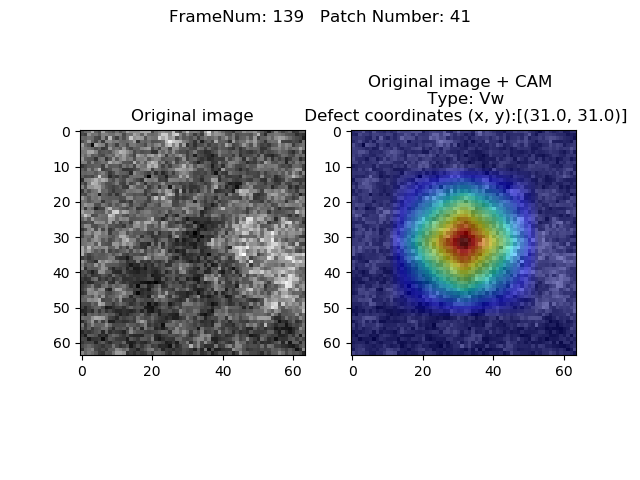 FrameNum: 139   Patch Number: 41
Original image
0
10
20
30
40
50
60
0 20 40 60
Original image + CAM
Type: Vw
Defect coordinates (x, y):[(31.0, 31.0)]
0
10
20
30
40
50
60
0 20 40 60